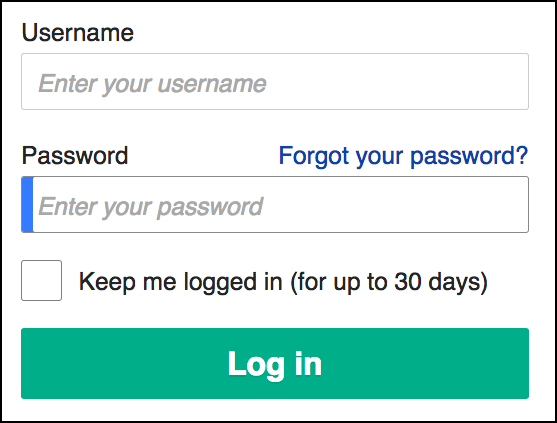 Username
Enter your username
Password Forgot your password?
Enter your password
Keep me logged in (for up to 30 days)
Log in